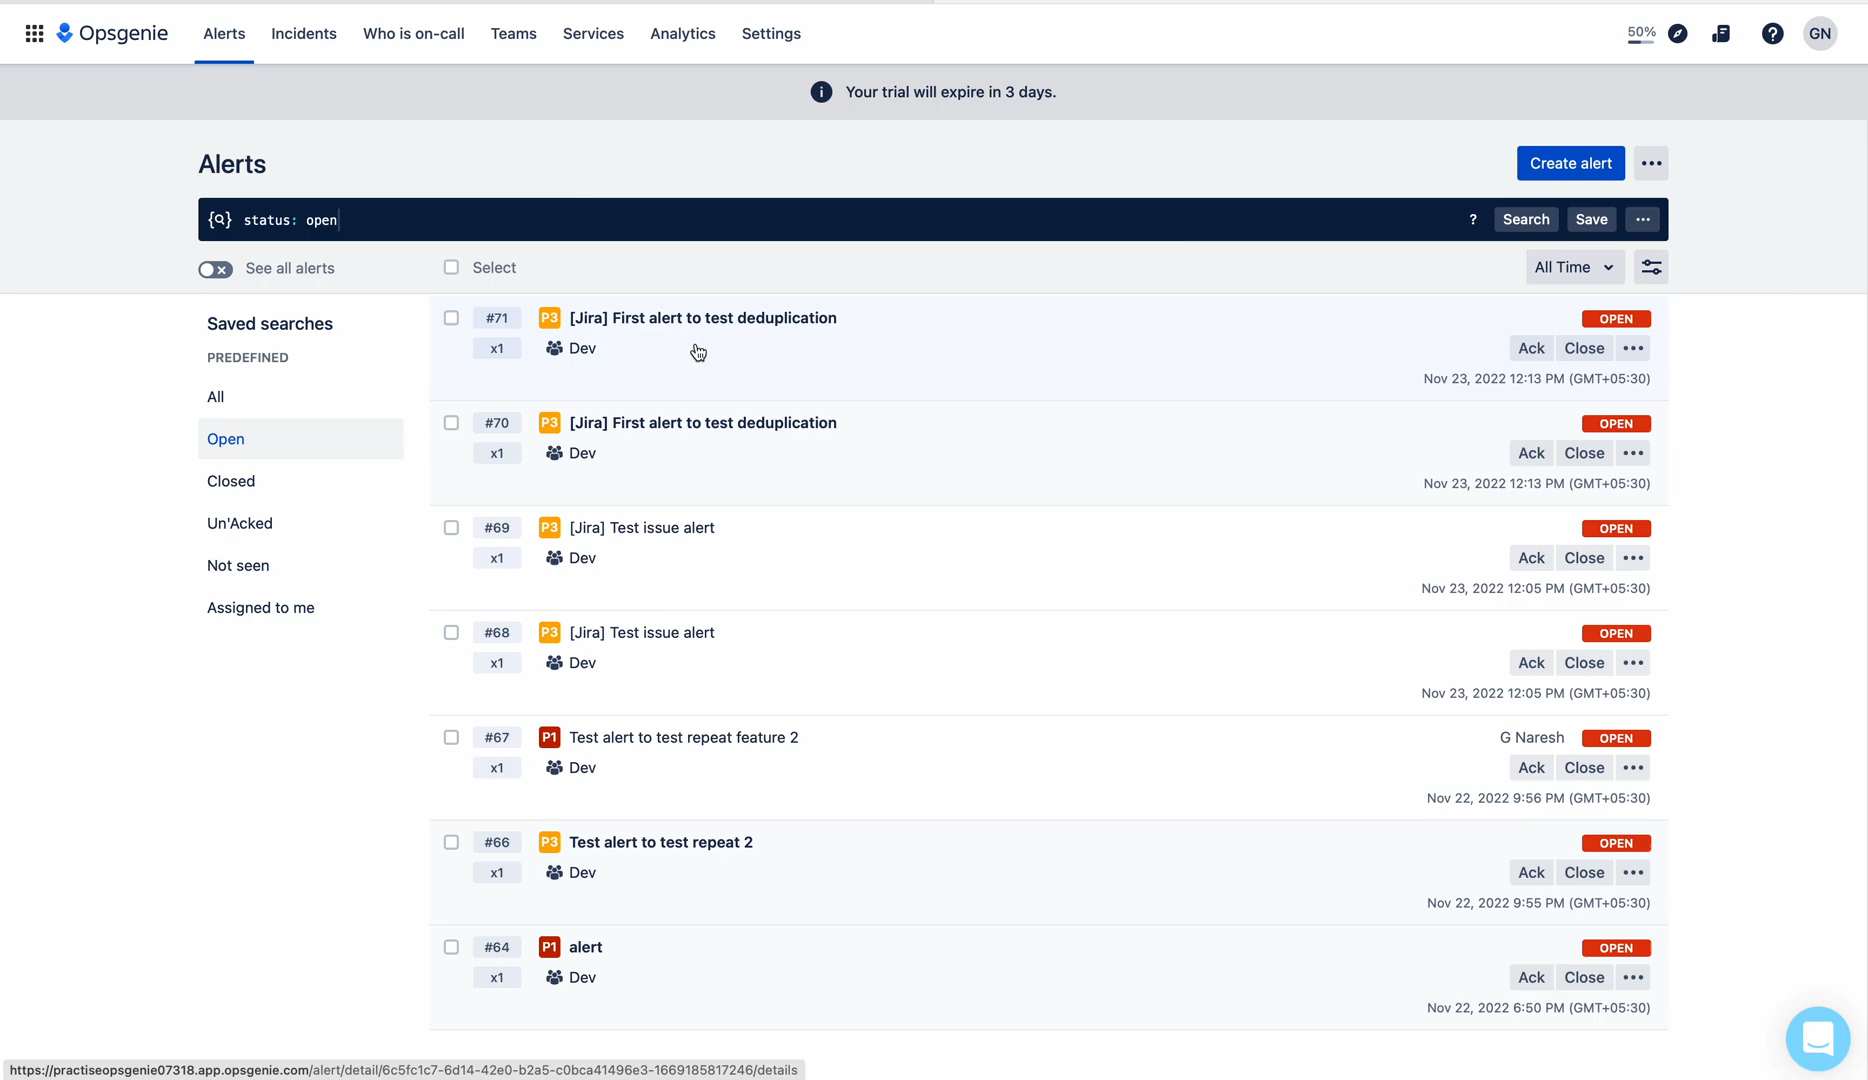 Opsgenie Alerts Incidents Who is on-call Teams Services Analytics Settings 50% GN
Your trial will expire in 3 days.
Alerts Create alert
status: open ? Search Save
See all alerts Select All Time
Saved searches
PREDEFINED
All
Open
Closed
Un'Acked
Not seen
Assigned to me
#71 P3 [Jira] First alert to test deduplication OPEN
x1 Dev Ack Close
Nov 23, 2022 12:13 PM (GMT+05:30)
#70 P3 [Jira] First alert to test deduplication OPEN
x1 Dev Ack Close
Nov 23, 2022 12:13 PM (GMT+05:30)
#69 P3 [Jira] Test issue alert OPEN
x1 Dev Ack Close
Nov 23, 2022 12:05 PM (GMT+05:30)
#68 P3 [Jira] Test issue alert OPEN
x1 Dev Ack Close
Nov 23, 2022 12:05 PM (GMT+05:30)
#67 P1 Test alert to test repeat feature 2 G Naresh OPEN
x1 Dev Ack Close
Nov 22, 2022 9:56 PM (GMT+05:30)
#66 P3 Test alert to test repeat 2 OPEN
x1 Dev Ack Close
Nov 22, 2022 9:55 PM (GMT+05:30)
#64 P1 alert OPEN
x1 Dev Ack Close
Nov 22, 2022 6:50 PM (GMT+05:30)
https://practiseopsgenie07318.app.opsgenie.com/alert/detail/6c5fc1c7-6d14-42e0-b2a5-c0bca41496e3-1669185817246/details